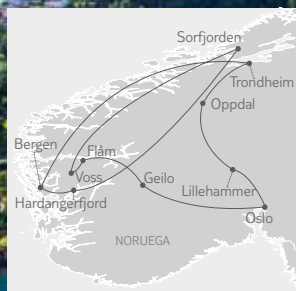 Sorfjorden
Trondheim
Oppdal
Bergen
Flåm
Voss
Geilo
Hardangerfjord
Lillehammer
Oslo
NORUEGA